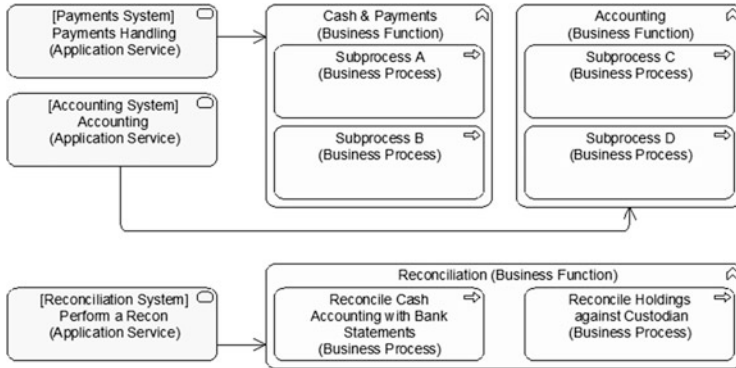 [Payments System]
Payments Handling
(Application Service)
Cash & Payments
(Business Function)
Subprocess A
(Business Process)
Subprocess B
(Business Process)
Accounting
(Business Function)
Subprocess C
(Business Process)
Subprocess D
(Business Process)
[Accounting System]
Accounting
(Application Service)
Reconciliation (Business Function)
[Reconciliation System]
Perform a Recon
(Application Service)
Reconcile Cash
Accounting with Bank
Statements
(Business Process)
Reconcile Holdings
against Custodian
(Business Process)